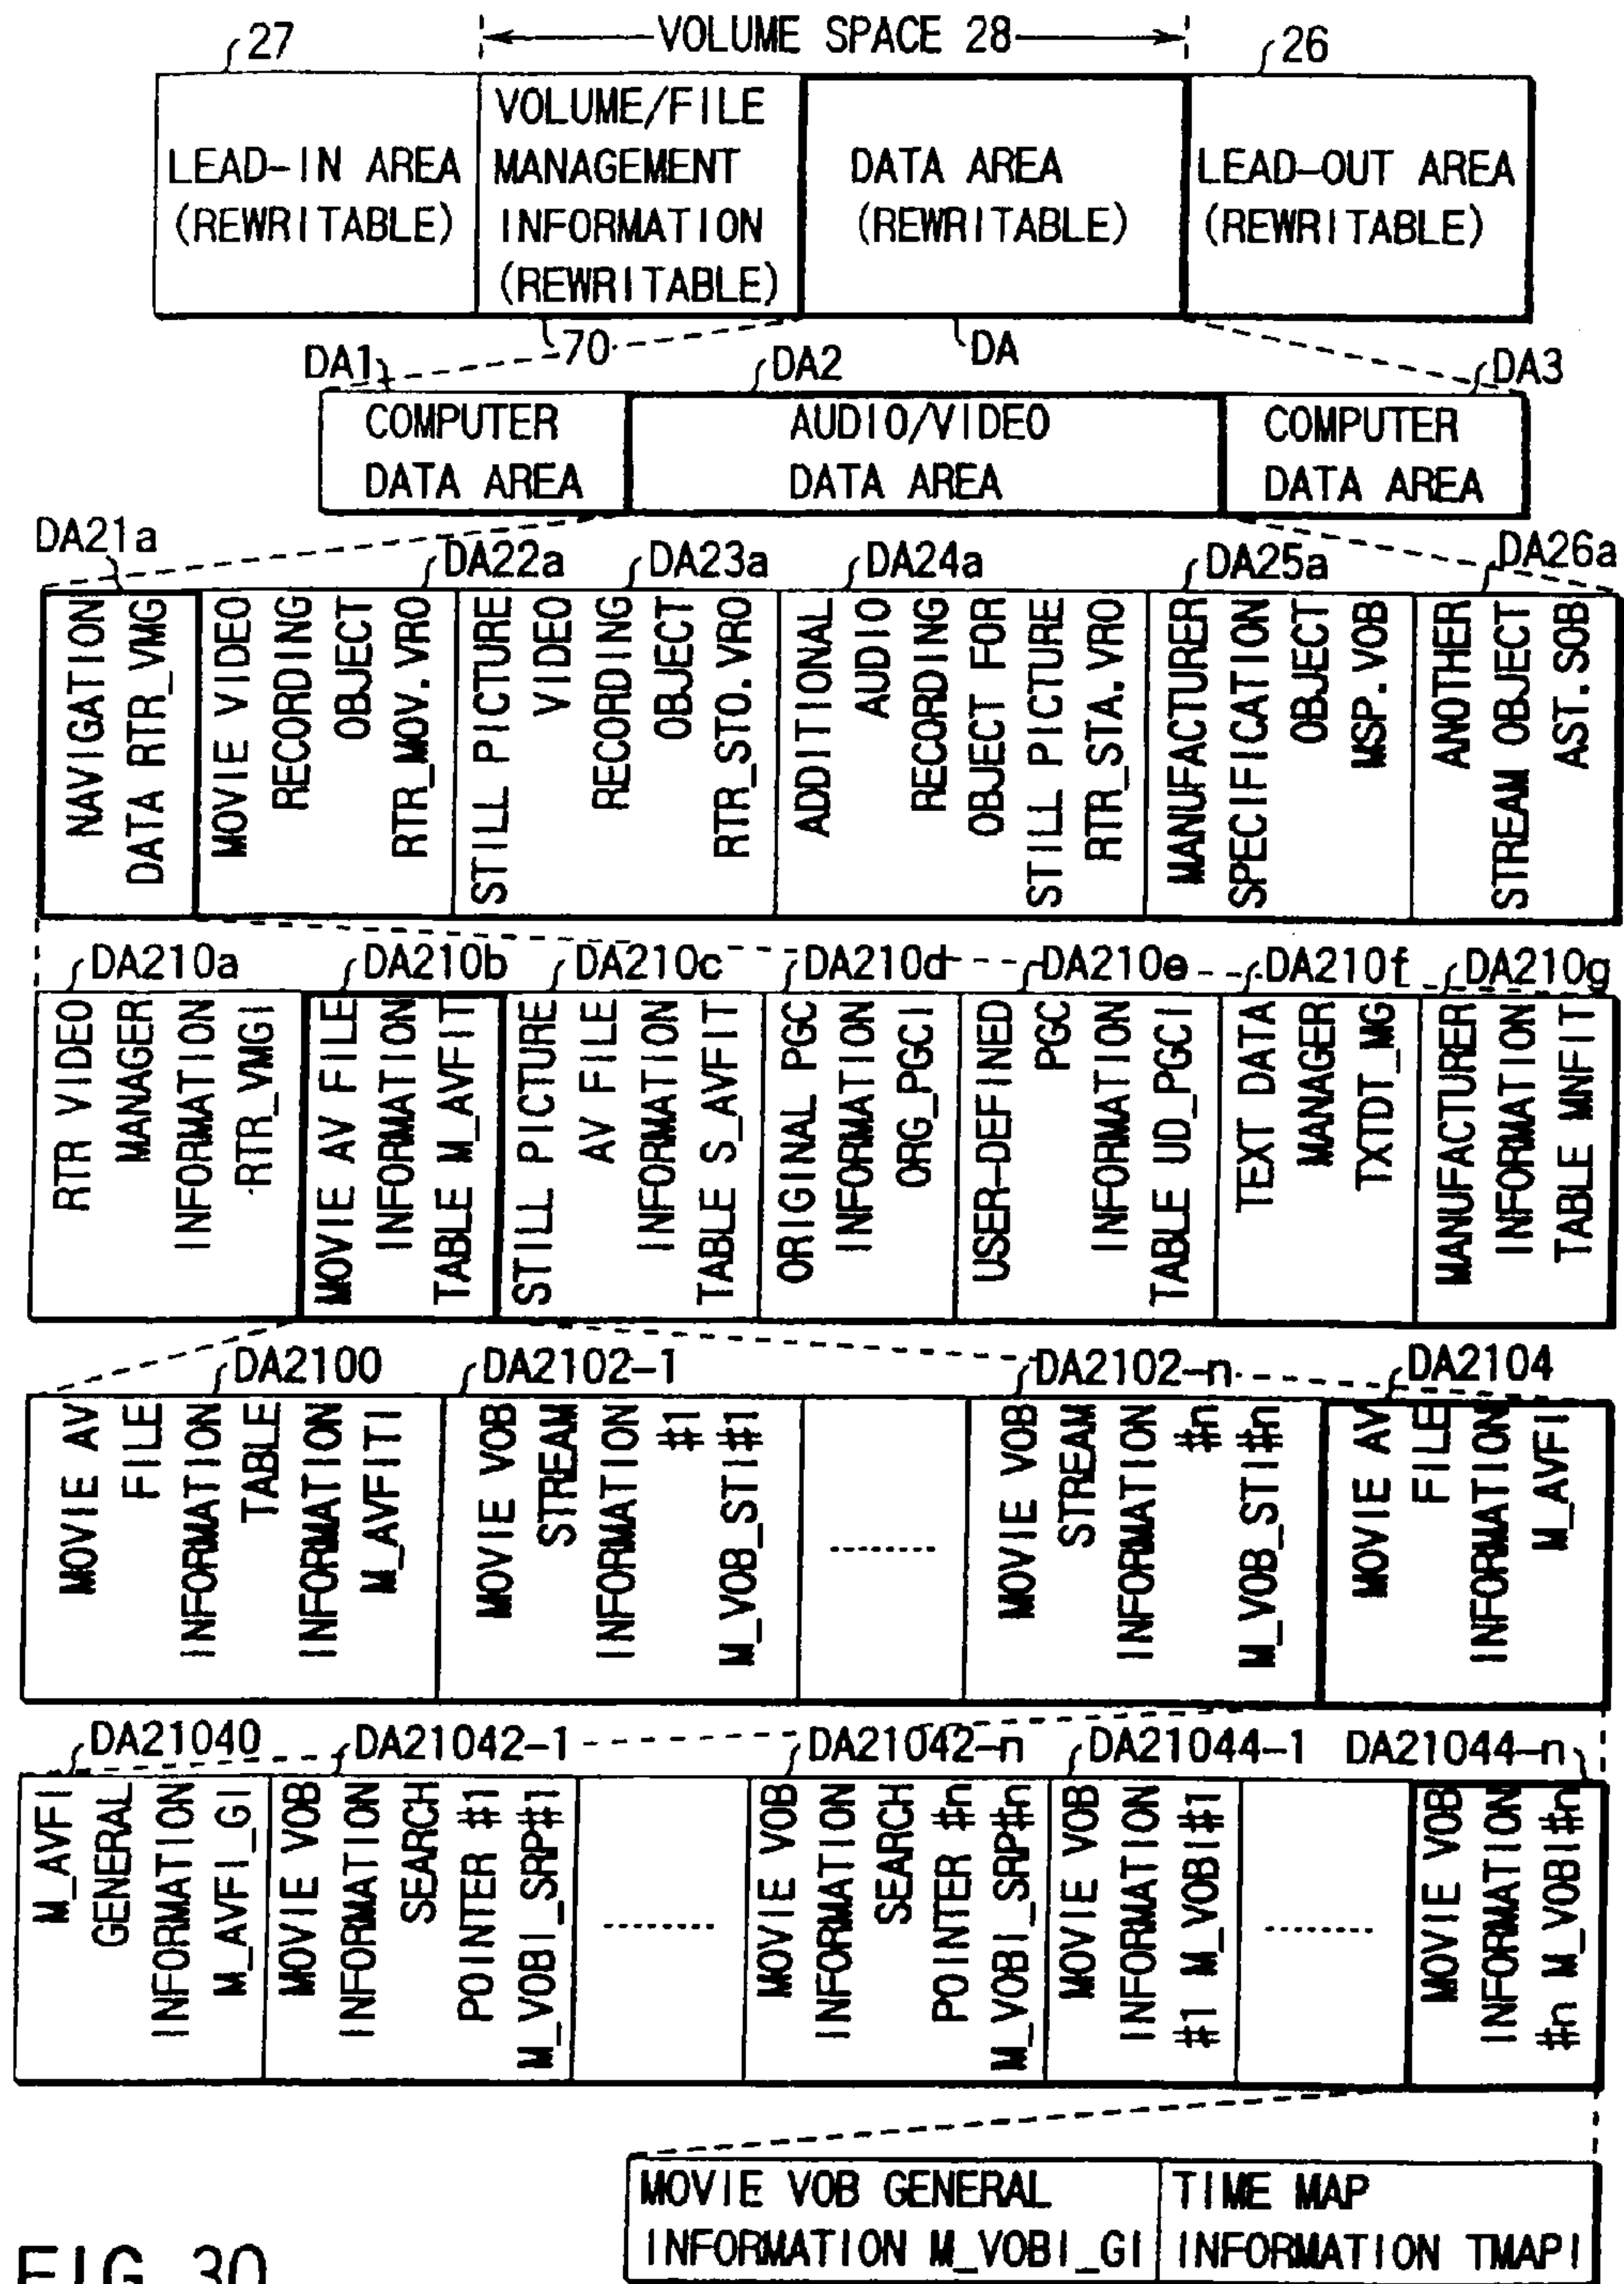 27
VOLUME SPACE 28
26
LEAD-IN AREA
(REWRITABLE)
VOLUME/FILE
MANAGEMENT
INFORMATION
(REWRITABLE)
DATA AREA
(REWRITABLE)
LEAD-OUT AREA
(REWRITABLE)
70
DA
DA1
DA2
DA3
COMPUTER
DATA AREA
AUDIO/VIDEO
DATA AREA
COMPUTER
DATA AREA
DA21a
DA22a
DA23a
DA24a
DA25a
DA26a
NAVIGATION
DATA RTR_VMG
MOVIE VIDEO
RECORDING
OBJECT
RTR_MOV.VRO
STILL PICTURE
VIDEO
RECORDING
OBJECT
RTR_STO.VRO
ADDITIONAL
AUDIO
RECORDING
OBJECT FOR
STILL PICTURE
RTR_STA.VRO
MANUFACTURER
SPECIFICATION
OBJECT
MSP.VOB
ANOTHER
STREAM OBJECT
AST.SOB
DA210a
DA210b
DA210c
DA210d
DA210e
DA210f
DA210g
RTR VIDEO
MANAGER
INFORMATION
RTR_VMGI
MOVIE AV FILE
INFORMATION
TABLE M_AVFIT
STILL PICTURE
AV FILE
INFORMATION
TABLE S_AVFIT
ORIGINAL PGC
INFORMATION
ORG_PGCI
USER-DEFINED
PGC
INFORMATION
TABLE UD_PGCI
TEXT DATA
MANAGER
TXTDT_MG
MANUFACTURER
INFORMATION
TABLE MNFIT
DA2100
DA2102-1
DA2102-n
DA2104
MOVIE AV
FILE
INFORMATION
TABLE
INFORMATION
M_AVFITI
MOVIE VOB
STREAM
INFORMATION
#1
M_VOB_STI#1
MOVIE VOB
STREAM
INFORMATION
#n
M_VOB_STI#n
MOVIE AV
FILE
INFORMATION
M_AVFI
DA21040
DA21042-1
DA21042-n
DA21044-1
DA21044-n
M_AVFI
GENERAL
INFORMATION
M_AVFI_GI
MOVIE VOB
INFORMATION
SEARCH
POINTER #1
M_VOBI_SRP#1
MOVIE VOB
INFORMATION
SEARCH
POINTER #n
M_VOBI_SRP#n
MOVIE VOB
INFORMATION
#1 M_VOBI#1
MOVIE VOB
INFORMATION
#n M_VOBI#n
MOVIE VOB GENERAL
INFORMATION M_VOBI_GI
TIME MAP
INFORMATION TMAPI
FIG. 30